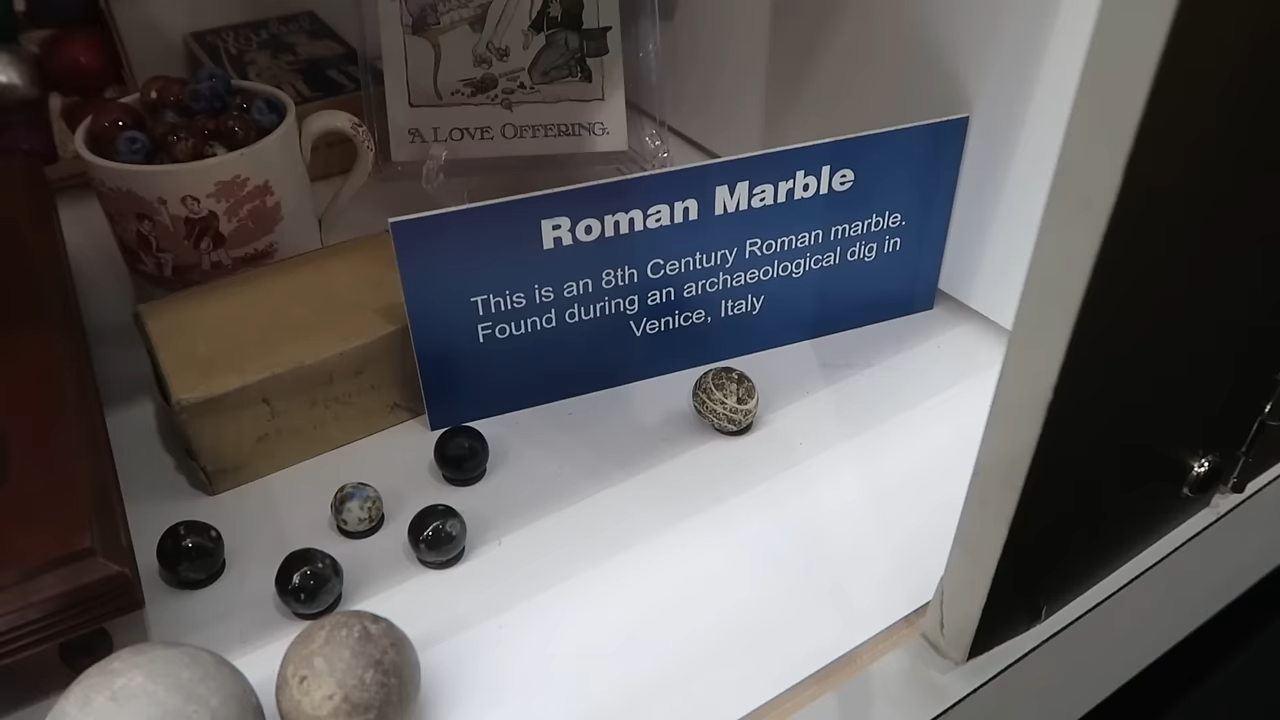 A LOVE OFFERING.
Roman Marble
This is an 8th Century Roman marble.
Found during an archaeological dig in
Venice, Italy